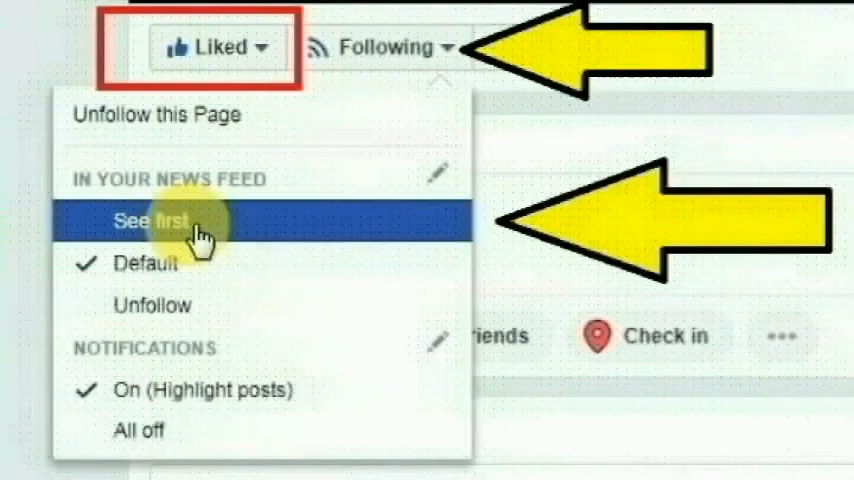 Liked Following
Unfollow this Page
IN YOUR NEWS FEED
See first
Default
Unfollow
riends Check in
NOTIFICATIONS
On (Highlight posts)
All off